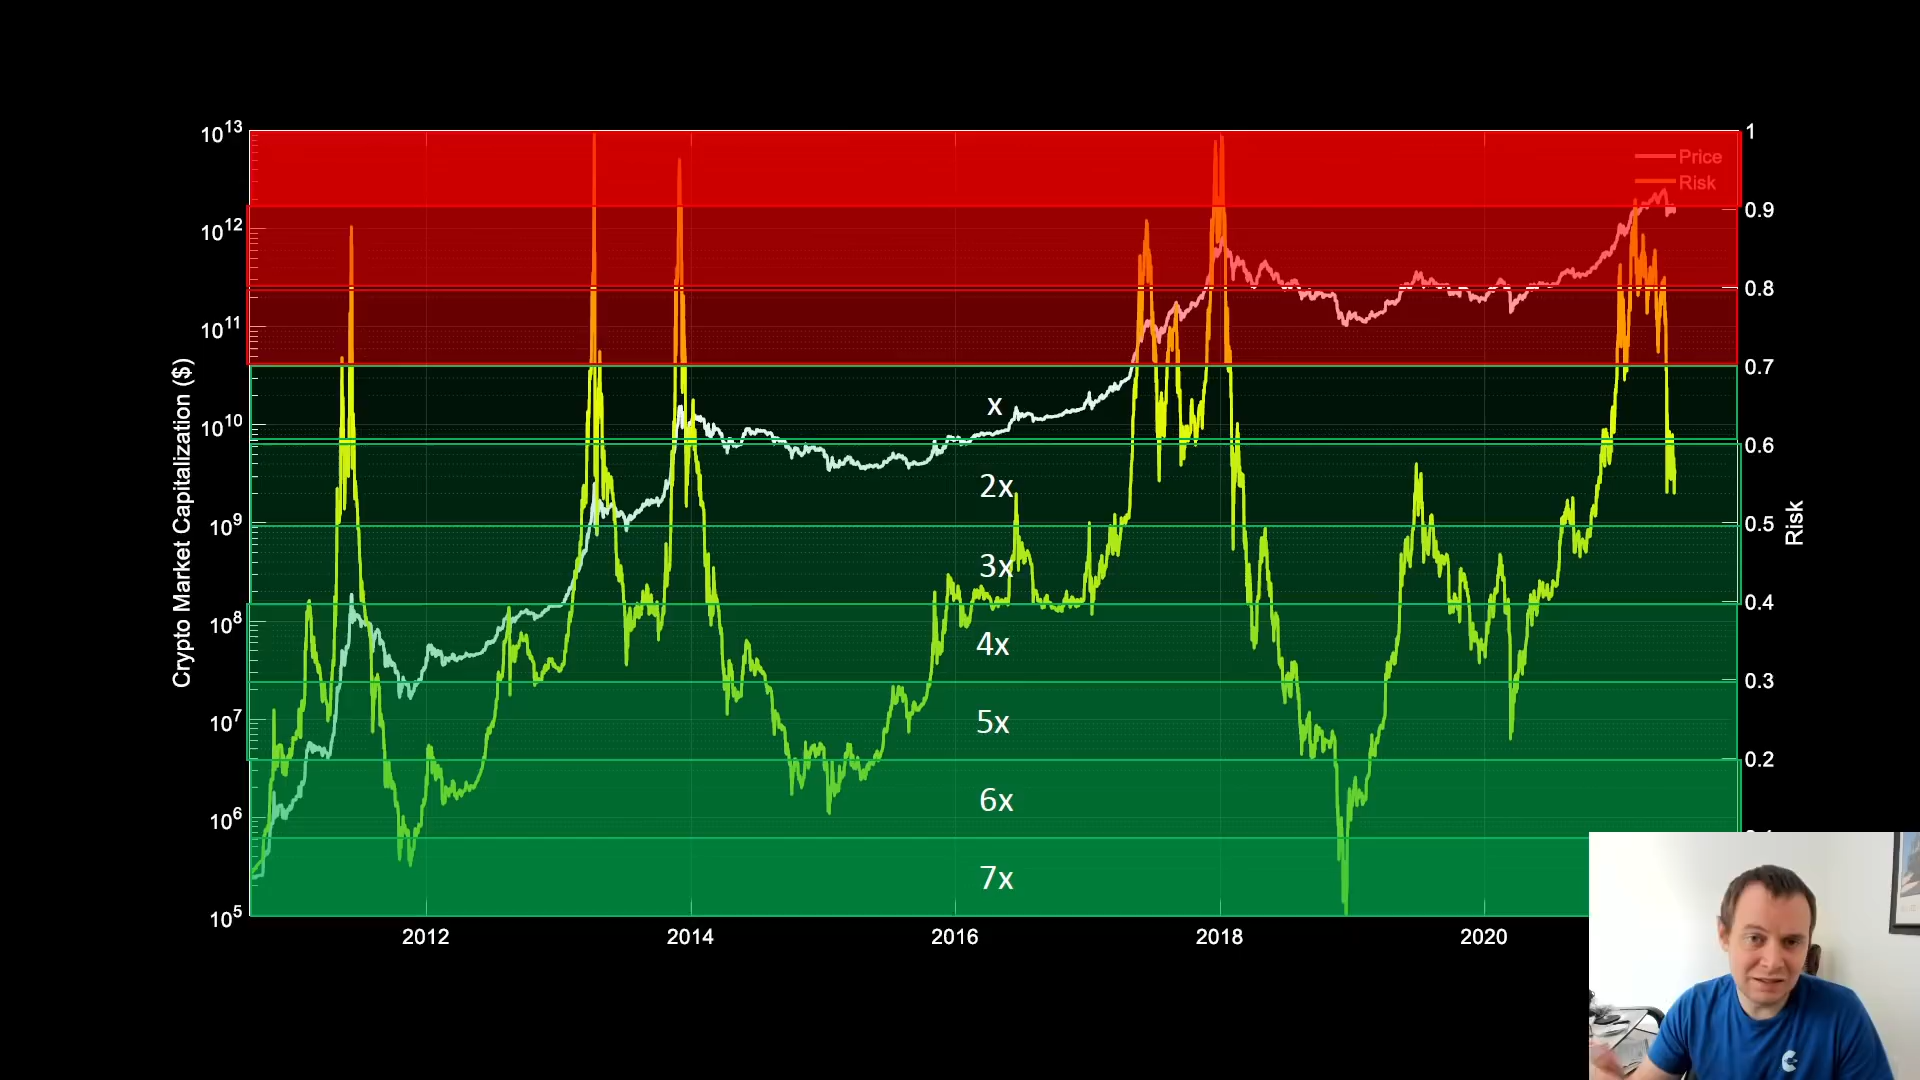 10^13
10^12
10^11
10^10
10^9
10^8
10^7
10^6
10^5
Crypto Market Capitalization ($)
Price
Risk
x
2x
3x
4x
5x
6x
7x
1
0.9
0.8
0.7
0.6
0.5
0.4
0.3
0.2
Risk
2012
2014
2016
2018
2020